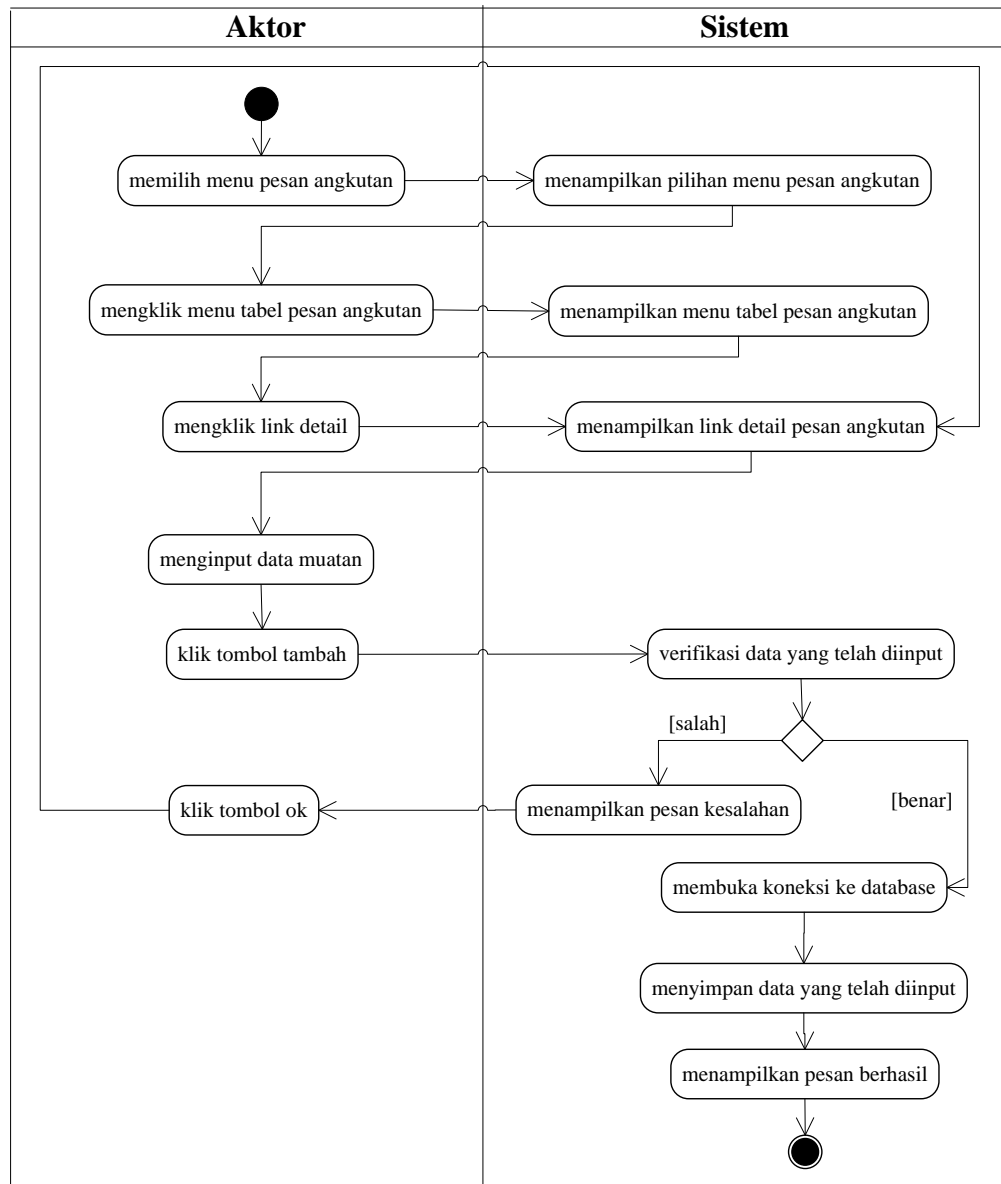 Aktor
Sistem
memilih menu pesan angkutan
menampilkan pilihan menu pesan angkutan
mengklik menu tabel pesan angkutan
menampilkan menu tabel pesan angkutan
mengklik link detail
menampilkan link detail pesan angkutan
menginput data muatan
klik tombol tambah
verifikasi data yang telah diinput
[salah]
[benar]
klik tombol ok
menampilkan pesan kesalahan
membuka koneksi ke database
menyimpan data yang telah diinput
menampilkan pesan berhasil